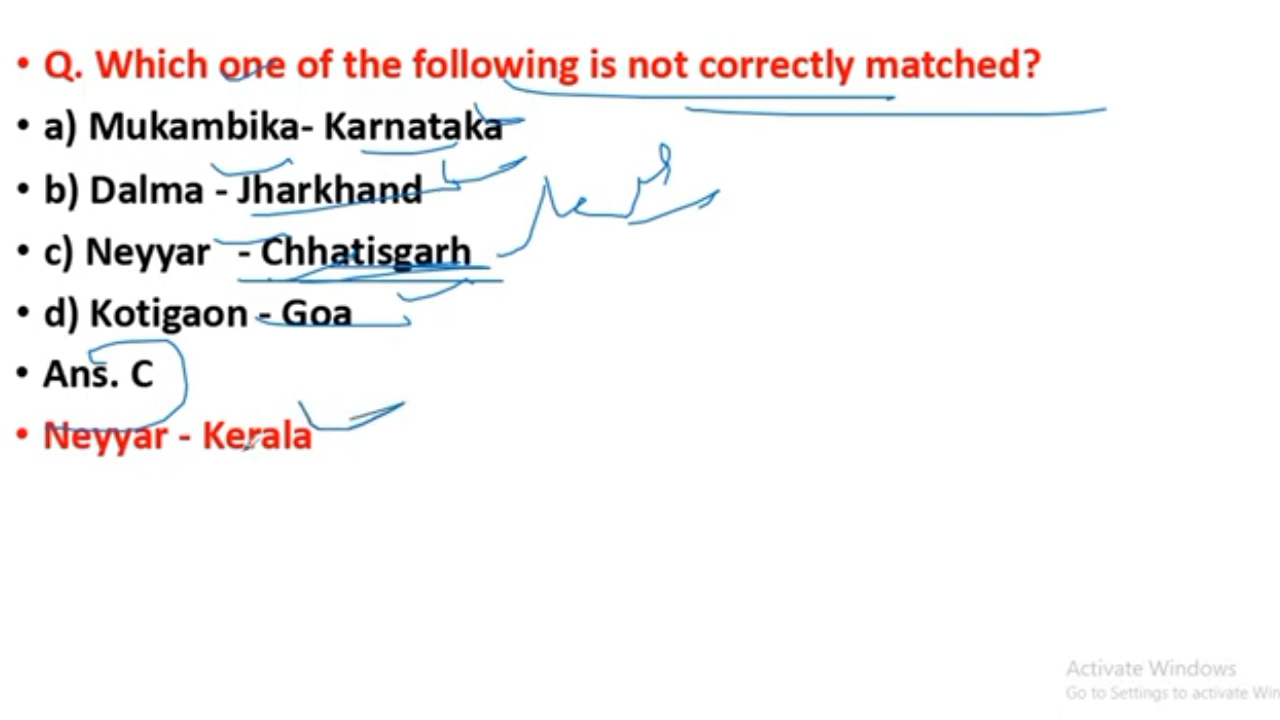 • Q. Which one of the following is not correctly matched?
• a) Mukambika- Karnataka
• b) Dalma - Jharkhand
• c) Neyyar - Chhatisgarh
• d) Kotigaon - Goa
• Ans. C
• Neyyar - Kerala
Activate Windows
Go to Settings to activate Win